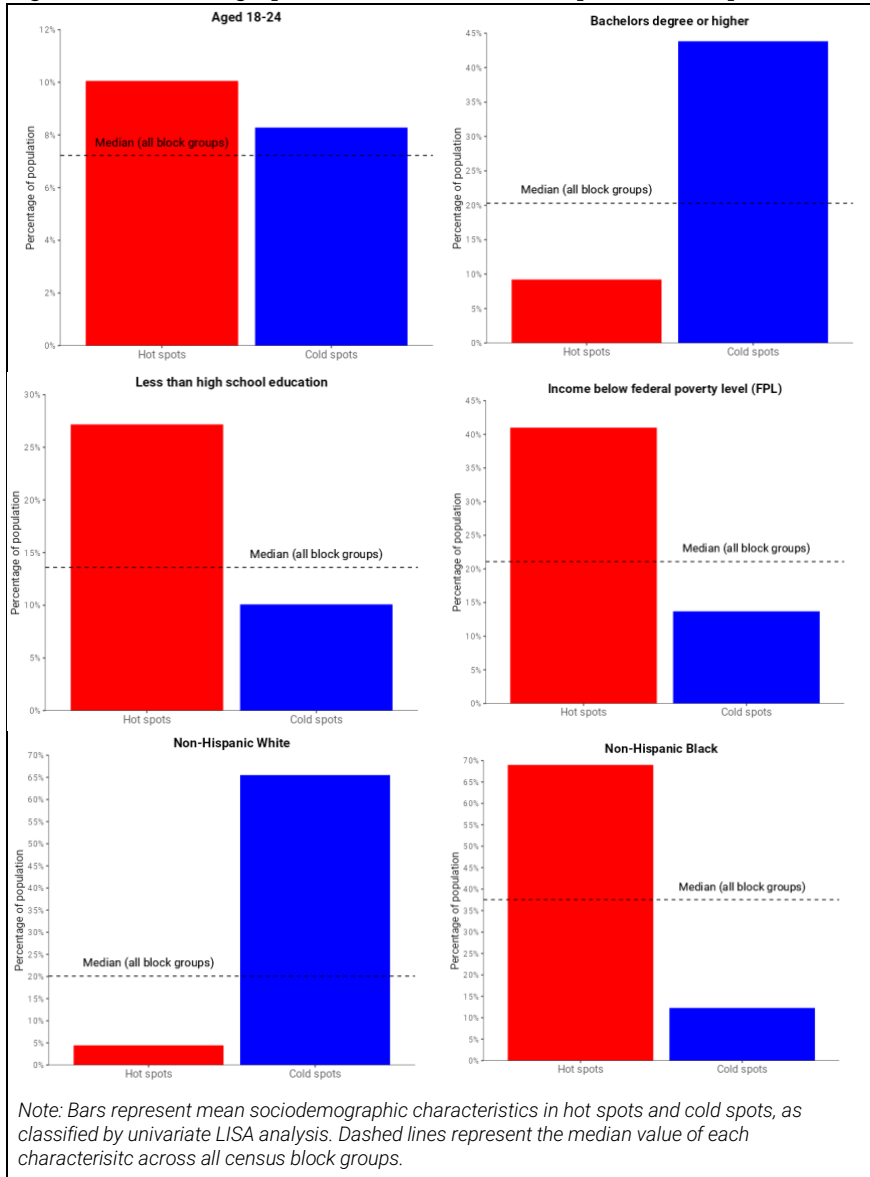 Aged 18-24
Percentage of population
12%
10%
8%
6%
4%
2%
0%
Median (all block groups)
Hot spots
Cold spots
Bachelors degree or higher
Percentage of population
45%
40%
35%
30%
25%
20%
15%
10%
5%
0%
Median (all block groups)
Hot spots
Cold spots
Less than high school education
Percentage of population
30%
25%
20%
15%
10%
5%
0%
Median (all block groups)
Hot spots
Cold spots
Income below federal poverty level (FPL)
Percentage of population
45%
40%
35%
30%
25%
20%
15%
10%
5%
0%
Median (all block groups)
Hot spots
Cold spots
Non-Hispanic White
Percentage of population
70%
65%
60%
55%
50%
45%
40%
35%
30%
25%
20%
15%
10%
5%
0%
Median (all block groups)
Hot spots
Cold spots
Non-Hispanic Black
Percentage of population
70%
65%
60%
55%
50%
45%
40%
35%
30%
25%
20%
15%
10%
5%
0%
Median (all block groups)
Hot spots
Cold spots
Note: Bars represent mean sociodemographic characteristics in hot spots and cold spots, as
classified by univariate LISA analysis. Dashed lines represent the median value of each
characterisitc across all census block groups.